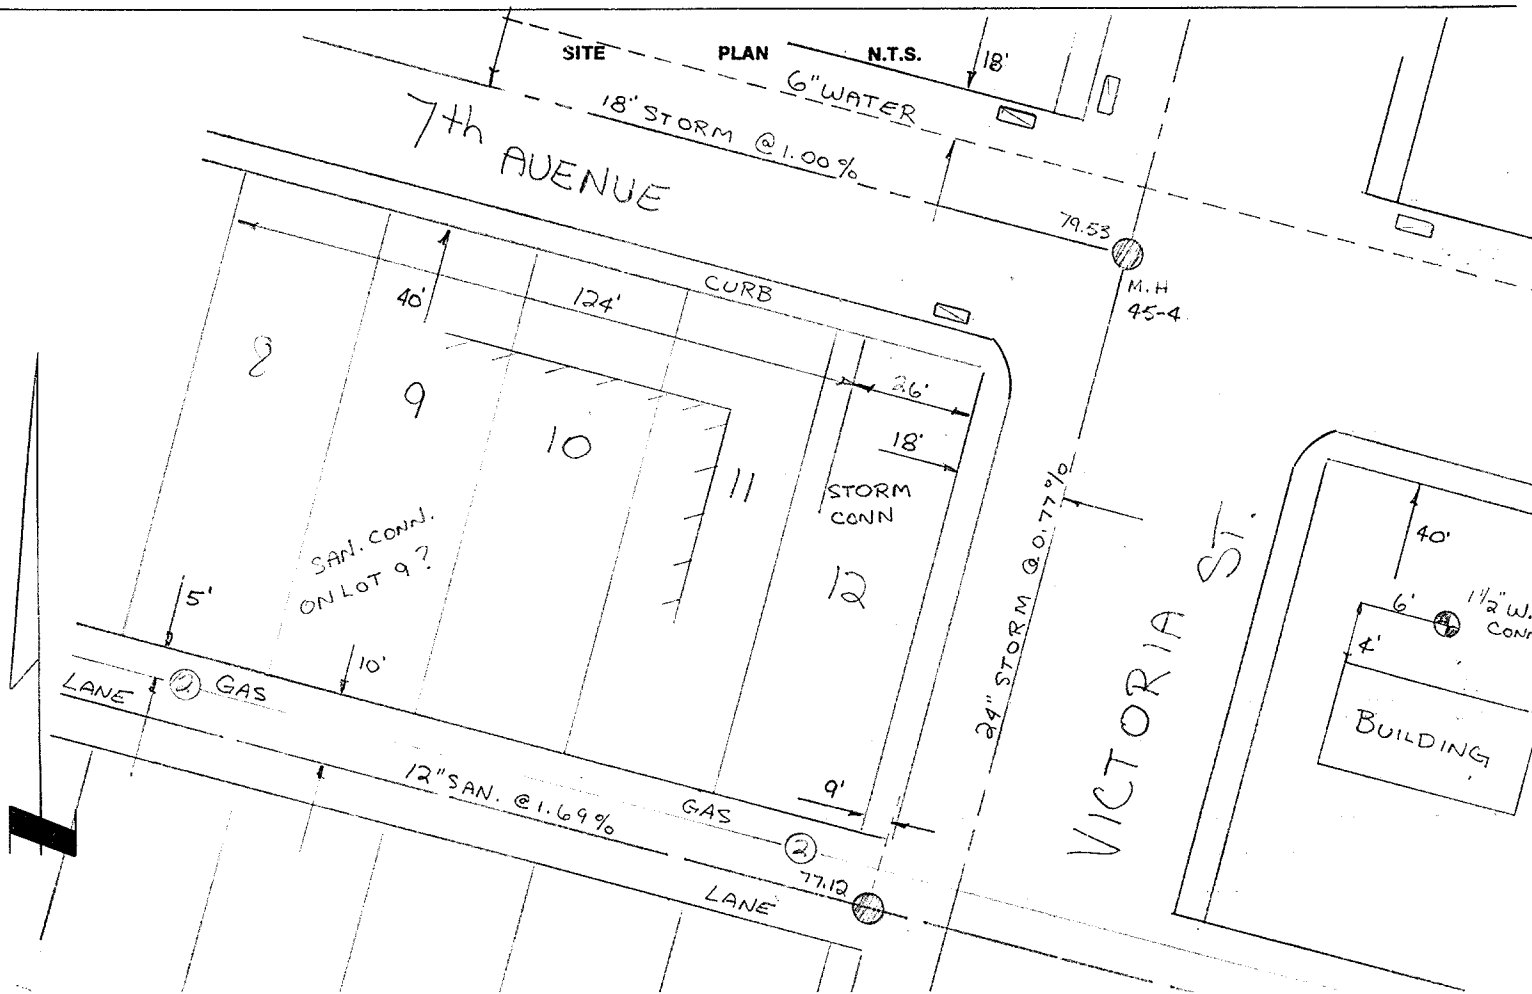 SITE PLAN N.T.S.
18'
6" WATER
18" STORM @ 1.00%
7th AVENUE
79.53
M.H
45-4
CURB
40'
124'
26'
18'
8
9
10
11
12
STORM
CONN
SAN. CONN.
ON LOT 9?
5'
10'
LANE
2 GAS
12" SAN. @ 1.69%
GAS
9'
2
77.12
LANE
24" STORM @ 0.77%
VICTORIA ST.
40'
6'
1 1/2" W.
4'
BUILDING